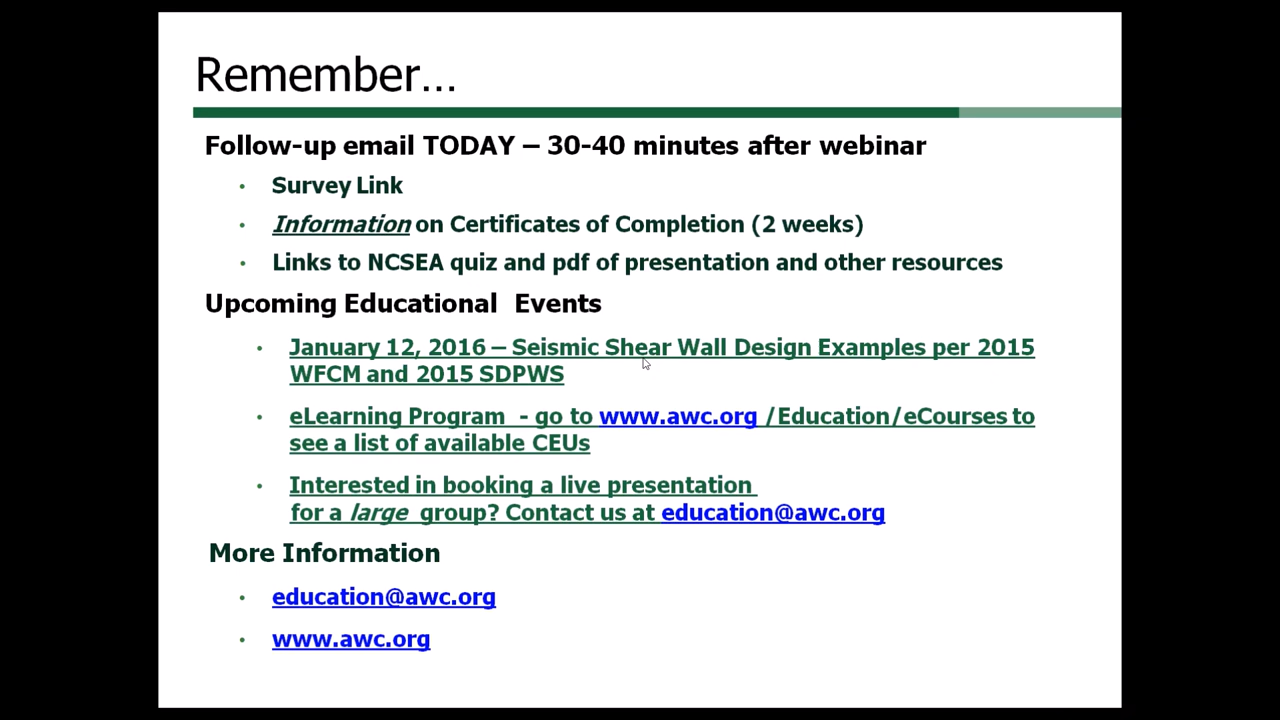 Remember...
Follow-up email TODAY – 30-40 minutes after webinar
• Survey Link
• Information on Certificates of Completion (2 weeks)
• Links to NCSEA quiz and pdf of presentation and other resources
Upcoming Educational Events
• January 12, 2016 – Seismic Shear Wall Design Examples per 2015
WFCM and 2015 SDPWS
• eLearning Program - go to www.awc.org /Education/eCourses to
see a list of available CEUs
• Interested in booking a live presentation
for a large group? Contact us at education@awc.org
More Information
• education@awc.org
• www.awc.org